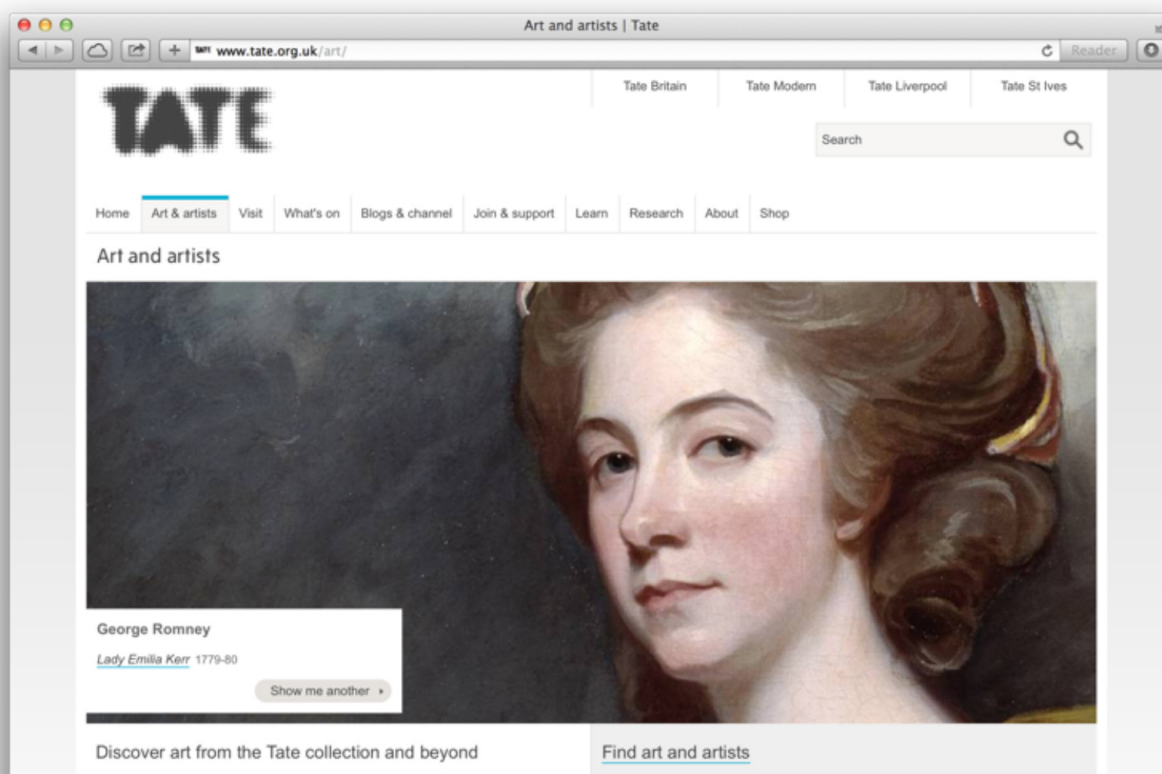 Art and artists | Tate
TATE www.tate.org.uk/art/
Reader
TATE
Tate Britain
Tate Modern
Tate Liverpool
Tate St Ives
Search
Home
Art & artists
Visit
What's on
Blogs & channel
Join & support
Learn
Research
About
Shop
Art and artists
George Romney
Lady Emilia Kerr 1779-80
Show me another
Discover art from the Tate collection and beyond
Find art and artists